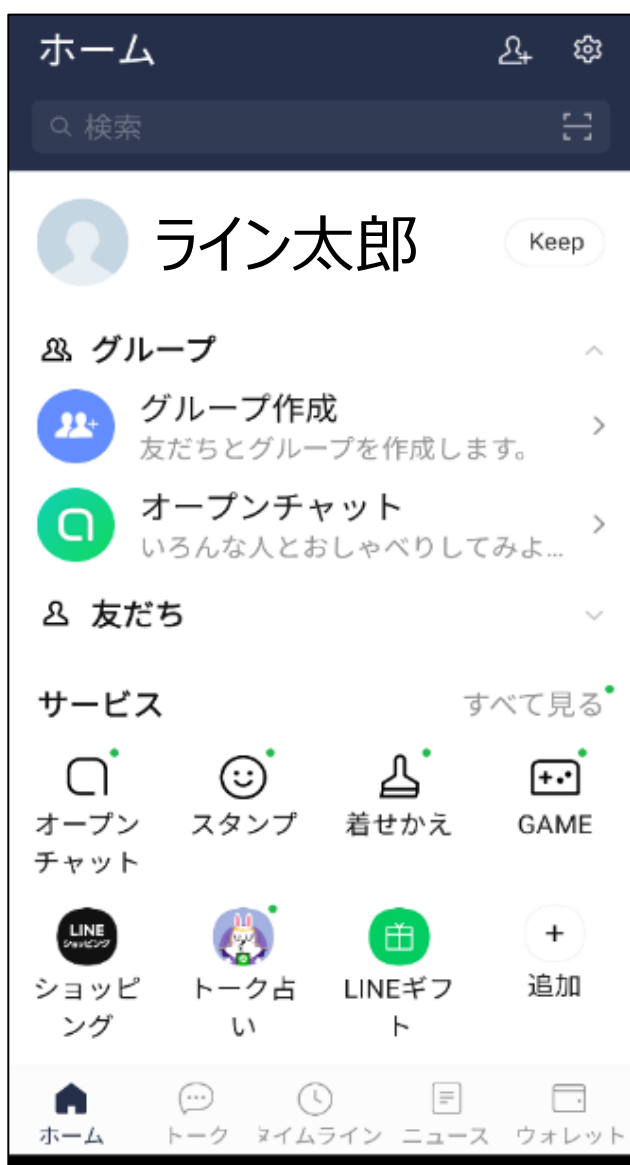 ホーム
検索
ライン太郎
Keep
グループ
グループ作成
友だちとグループを作成します。
オープンチャット
いろんな人とおしゃべりしてみよ...
友だち
サービス
すべて見る
オープン
チャット
スタンプ
着せかえ
GAME
LINE
ショッピング
ショッピ
ング
トーク占
い
LINEギフ
ト
追加
ホーム
トーク
タイムライン
ニュース
ウォレット